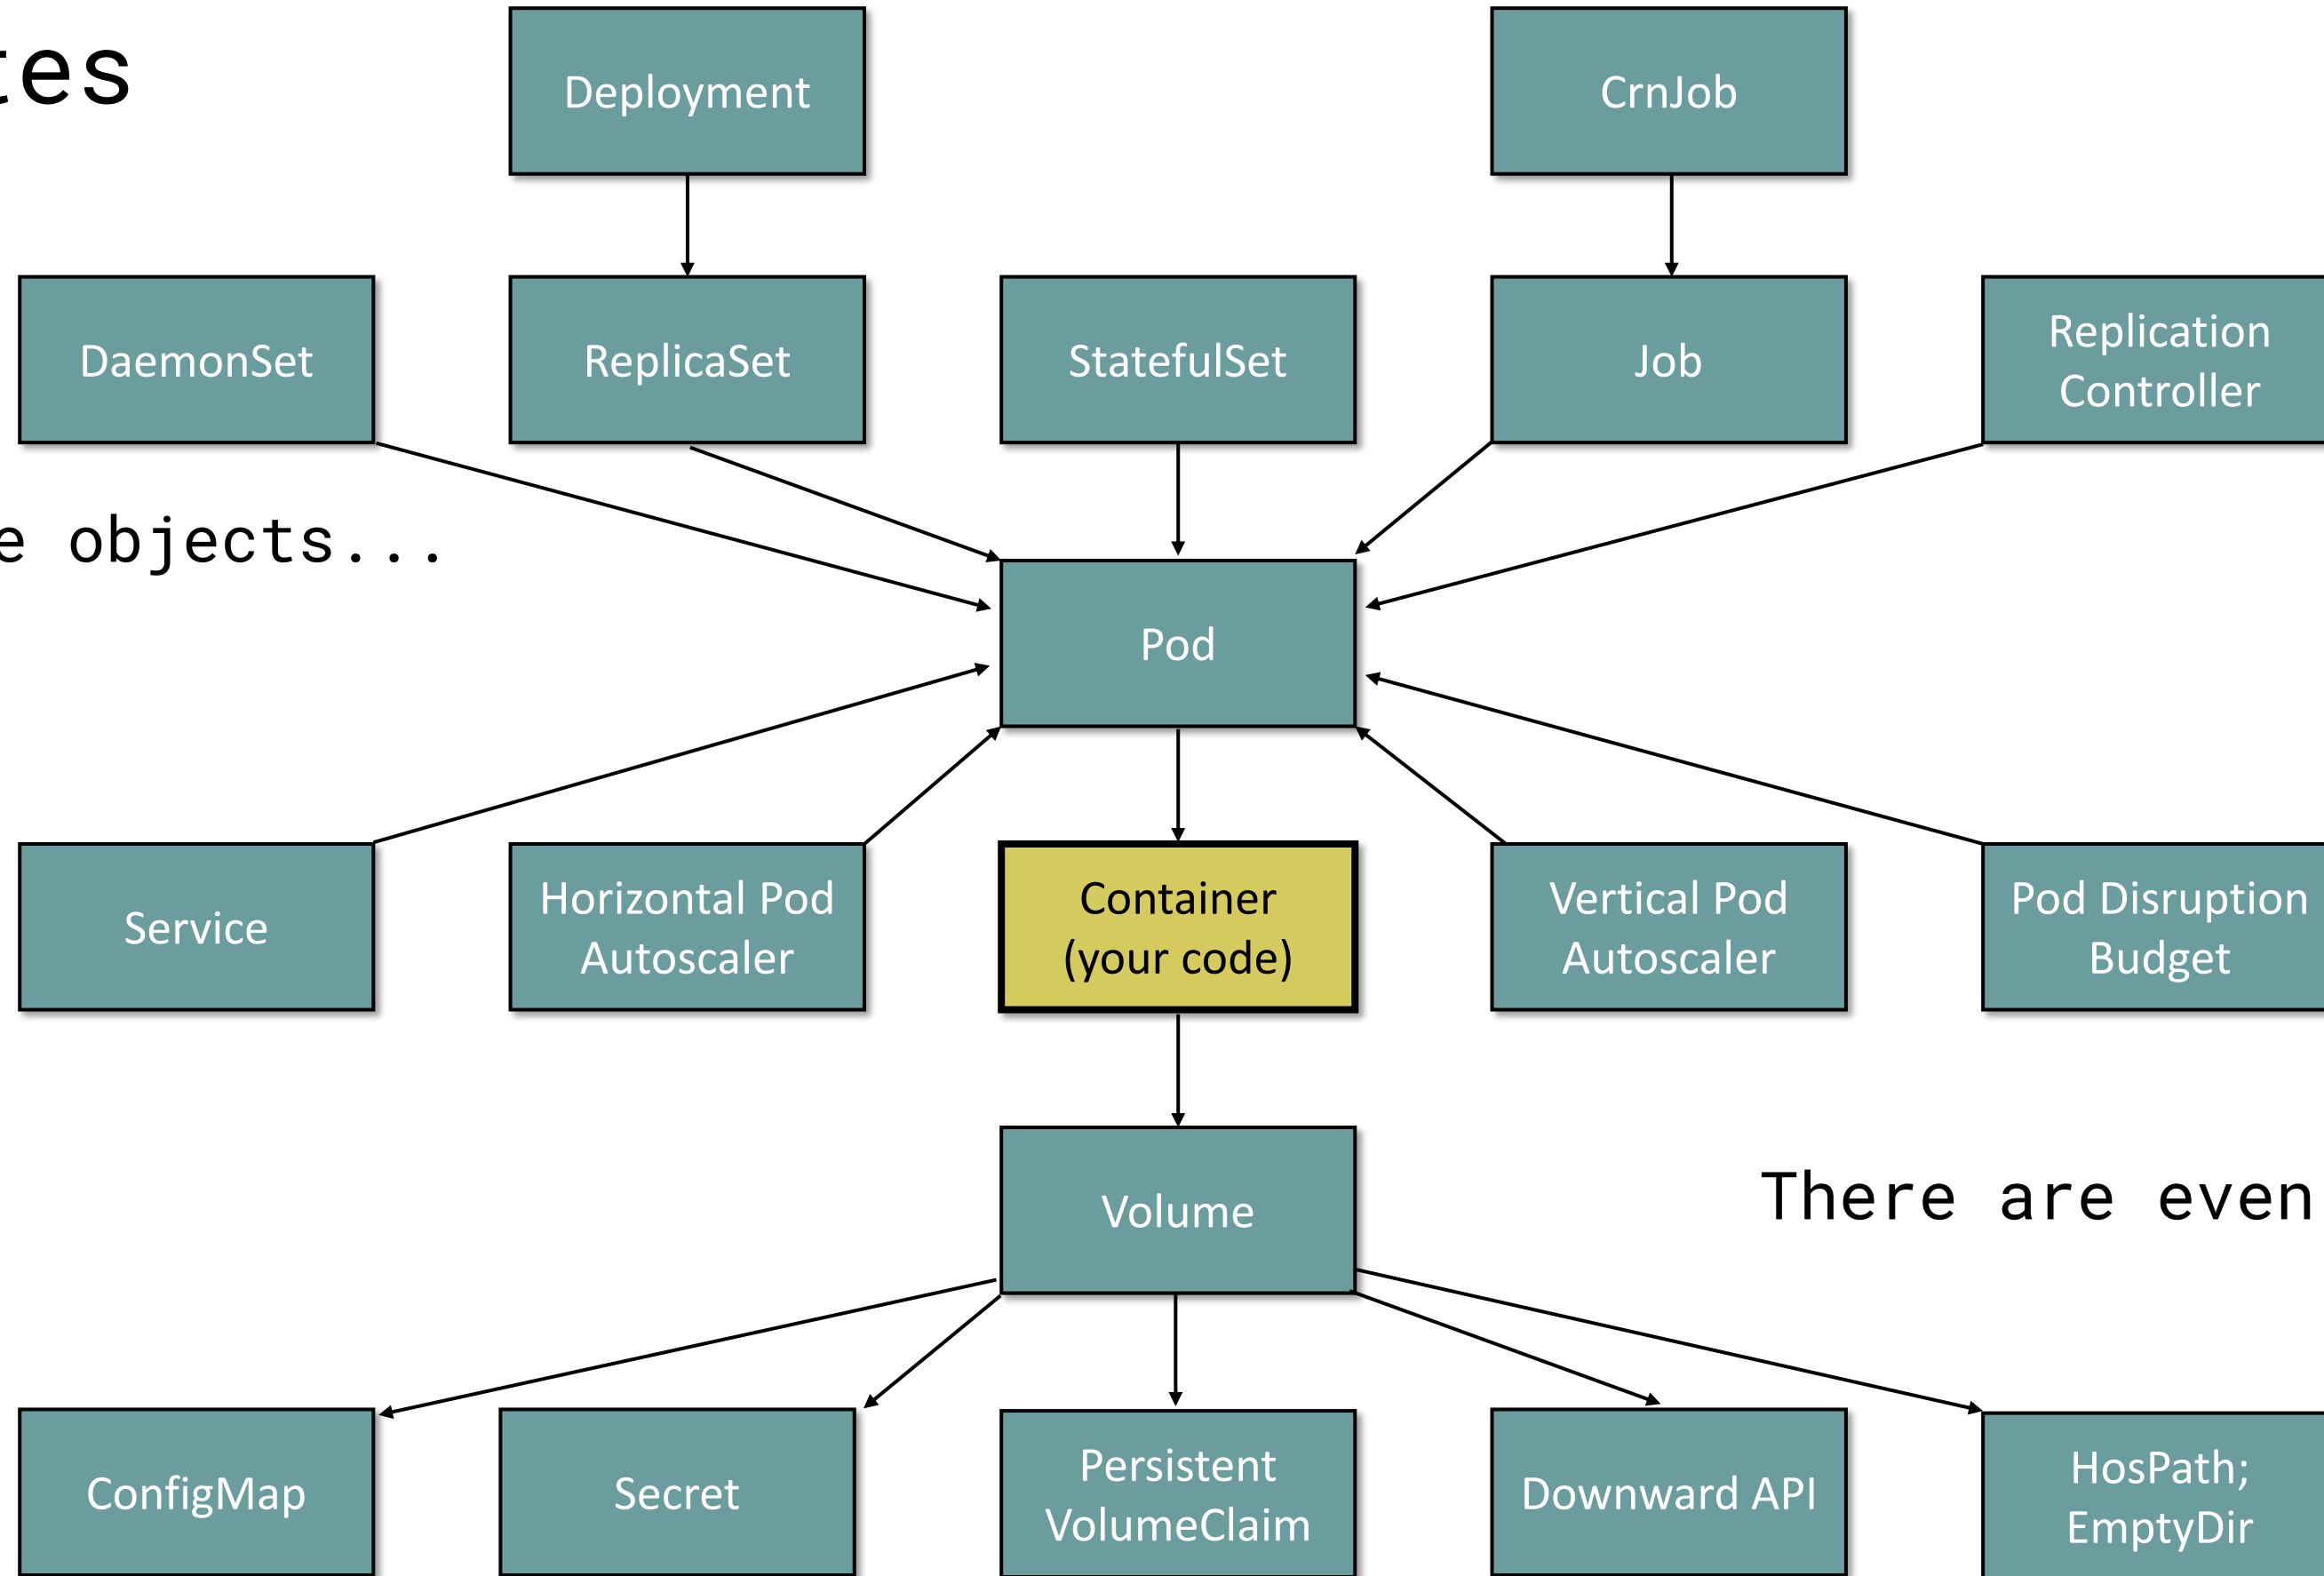 tes
Deployment
CrnJob
DaemonSet
ReplicaSet
StatefulSet
Job
Replication
Controller
e objects...
Pod
Service
Horizontal Pod
Autoscaler
Container
(your code)
Vertical Pod
Autoscaler
Pod Disruption
Budget
Volume
There are even
ConfigMap
Secret
Persistent
VolumeClaim
Downward API
HosPath;
EmptyDir